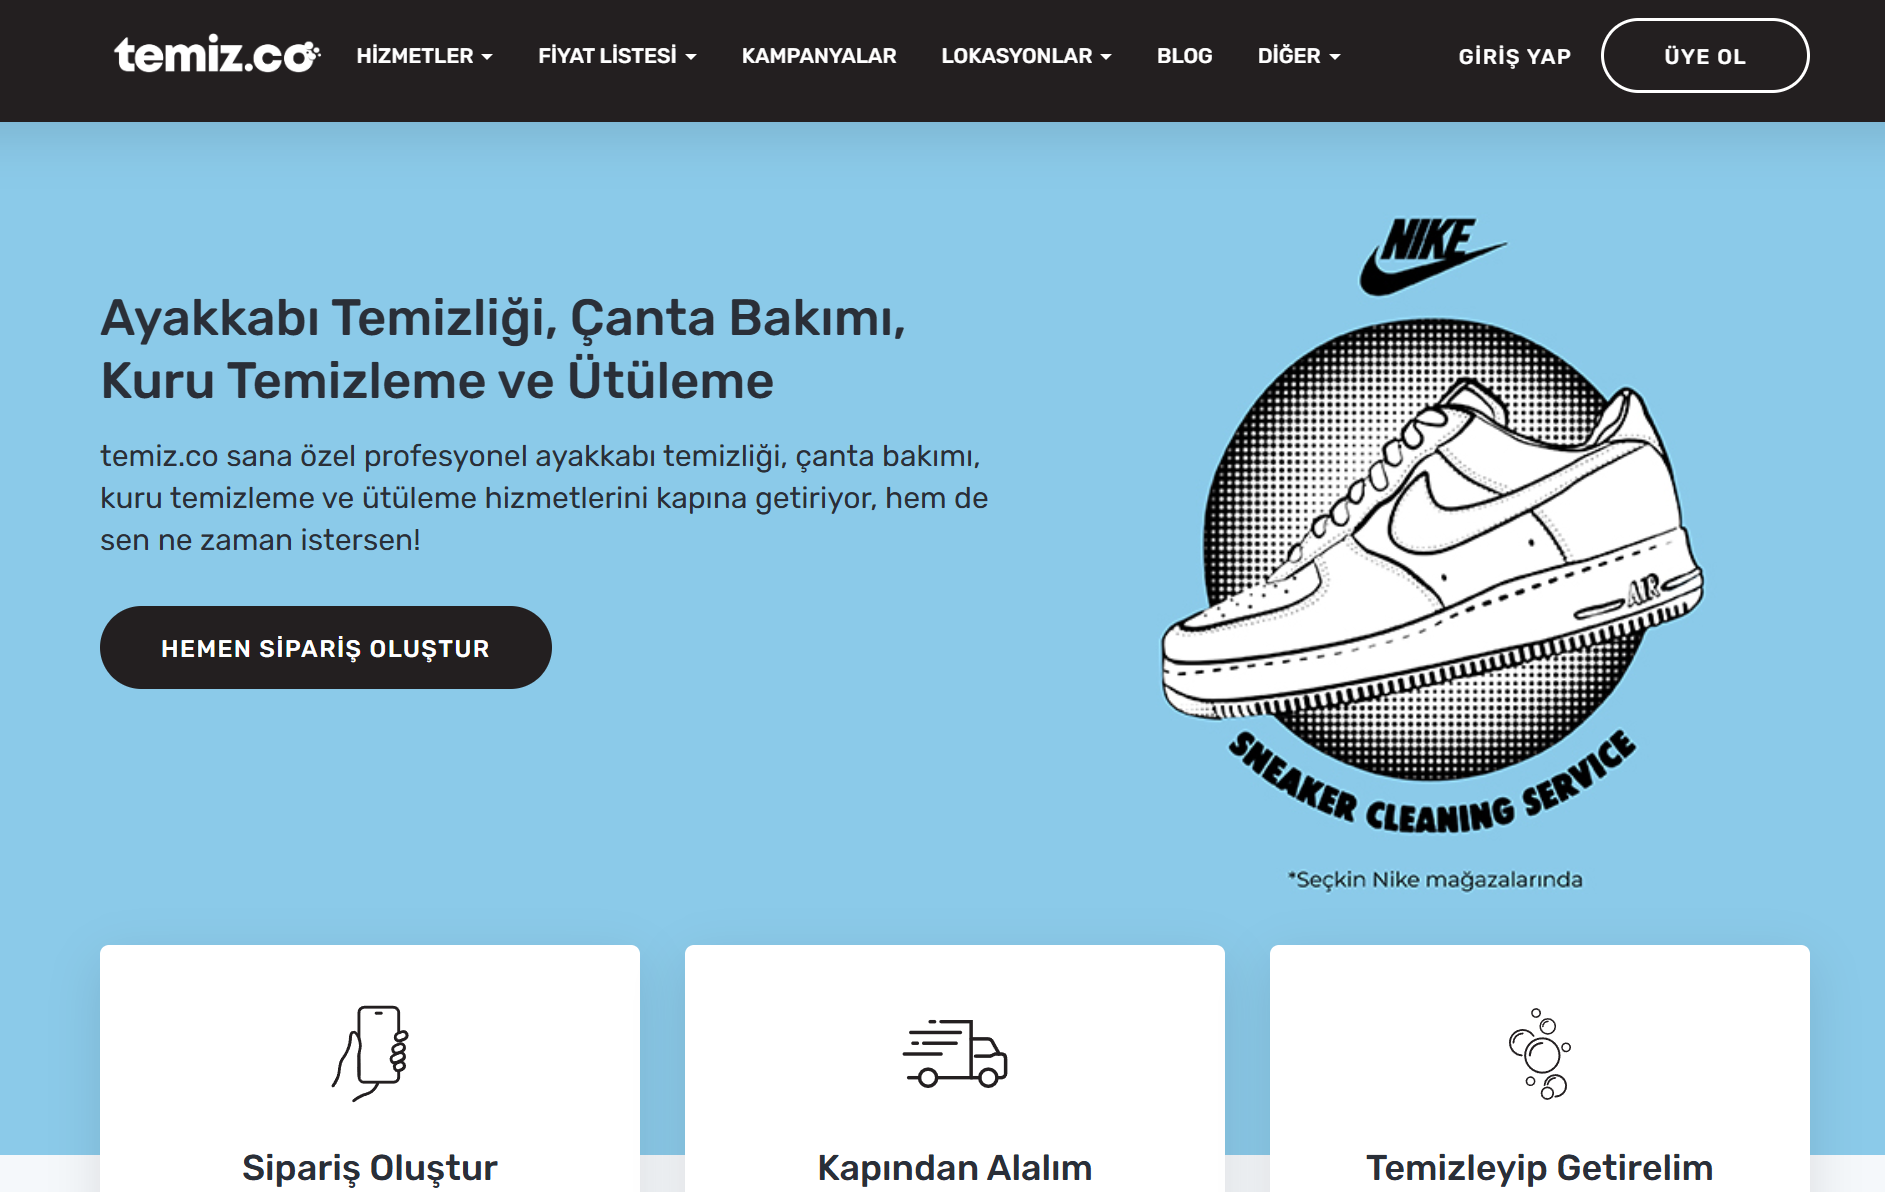 temiz.co
HİZMETLER
FİYAT LİSTESİ
KAMPANYALAR
LOKASYONLAR
BLOG
DİĞER
GİRİŞ YAP
ÜYE OL
Ayakkabı Temizliği, Çanta Bakımı,
Kuru Temizleme ve Ütüleme
temiz.co sana özel profesyonel ayakkabı temizliği, çanta bakımı,
kuru temizleme ve ütüleme hizmetlerini kapına getiriyor, hem de
sen ne zaman istersen!
HEMEN SİPARİŞ OLUŞTUR
NIKE
AIR
SNEAKER CLEANING SERVICE
*Seçkin Nike mağazalarında
Sipariş Oluştur
Kapından Alalım
Temizleyip Getirelim